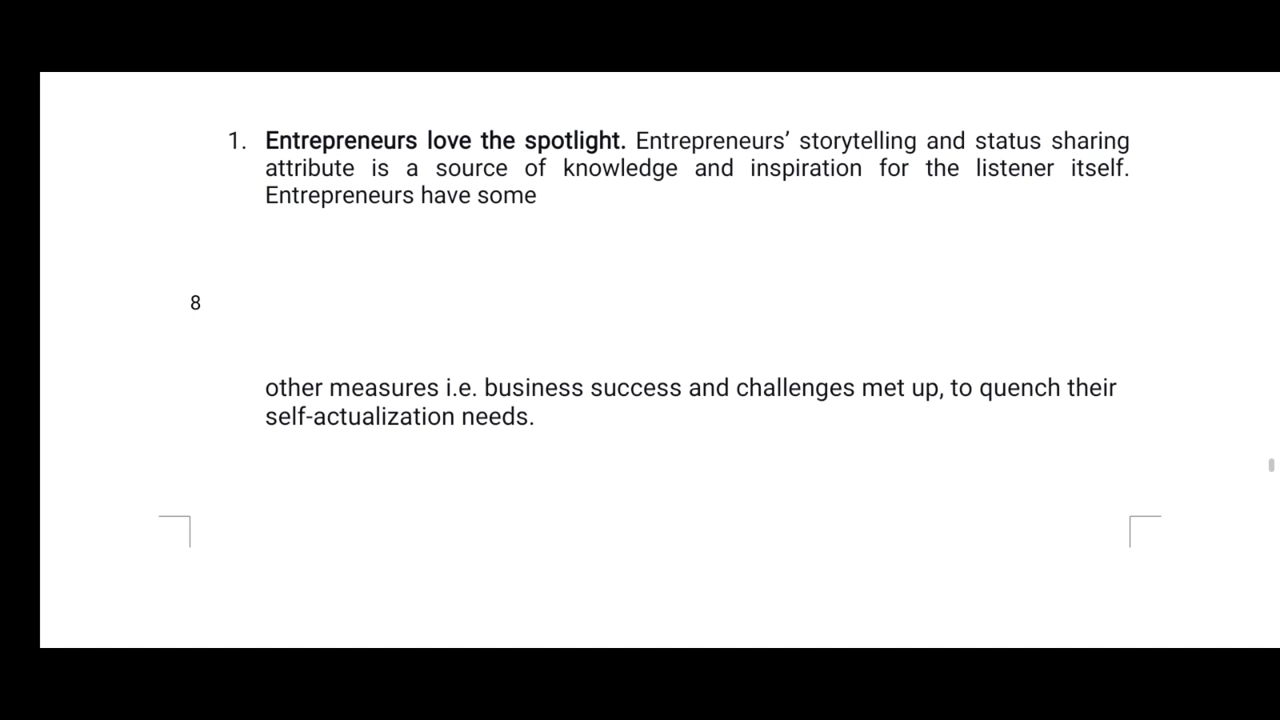 1. Entrepreneurs love the spotlight. Entrepreneurs’ storytelling and status sharing
attribute is a source of knowledge and inspiration for the listener itself.
Entrepreneurs have some
8
other measures i.e. business success and challenges met up, to quench their
self-actualization needs.